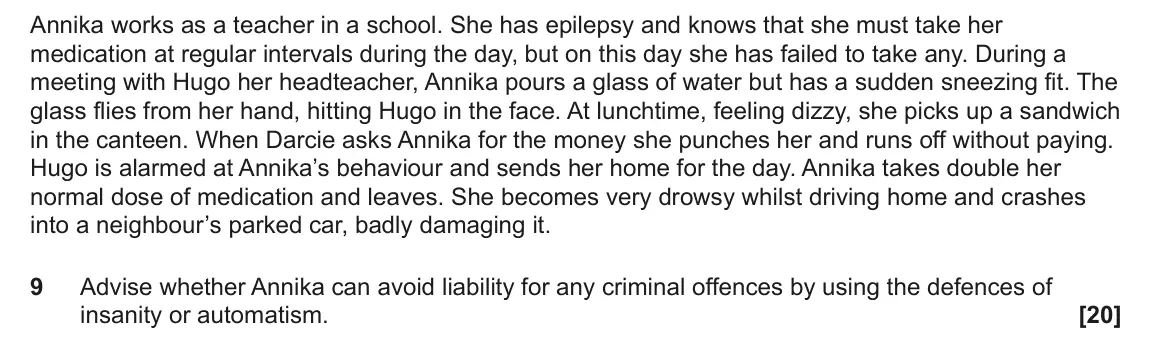 Annika works as a teacher in a school. She has epilepsy and knows that she must take her
medication at regular intervals during the day, but on this day she has failed to take any. During a
meeting with Hugo her headteacher, Annika pours a glass of water but has a sudden sneezing fit. The
glass flies from her hand, hitting Hugo in the face. At lunchtime, feeling dizzy, she picks up a sandwich
in the canteen. When Darcie asks Annika for the money she punches her and runs off without paying.
Hugo is alarmed at Annika’s behaviour and sends her home for the day. Annika takes double her
normal dose of medication and leaves. She becomes very drowsy whilst driving home and crashes
into a neighbour’s parked car, badly damaging it.
9 Advise whether Annika can avoid liability for any criminal offences by using the defences of
insanity or automatism. [20]